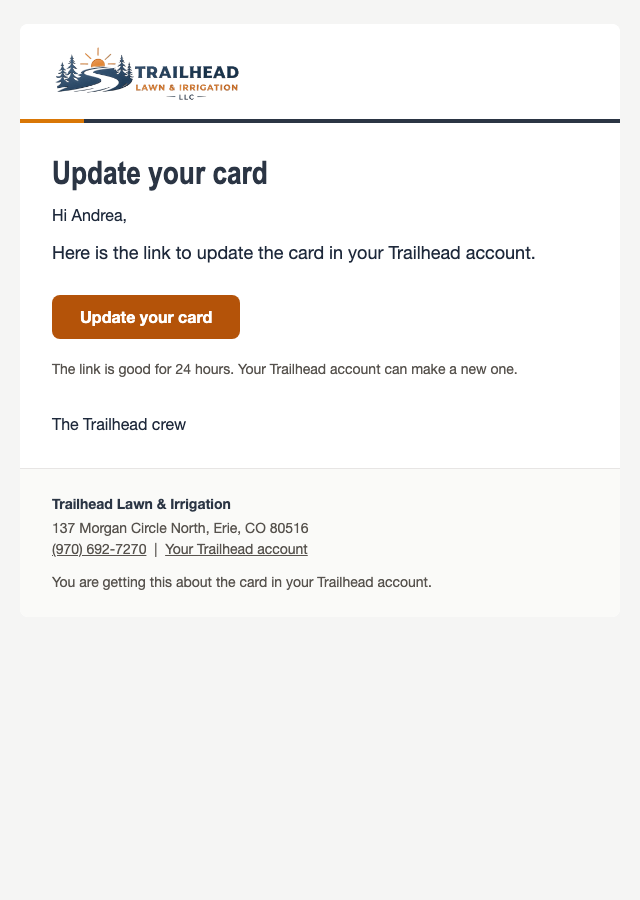 TRAILHEAD
LAWN & IRRIGATION
LLC
Update your card
Hi Andrea,
Here is the link to update the card in your Trailhead account.
Update your card
The link is good for 24 hours. Your Trailhead account can make a new one.
The Trailhead crew
Trailhead Lawn & Irrigation
137 Morgan Circle North, Erie, CO 80516
(970) 692-7270 | Your Trailhead account
You are getting this about the card in your Trailhead account.